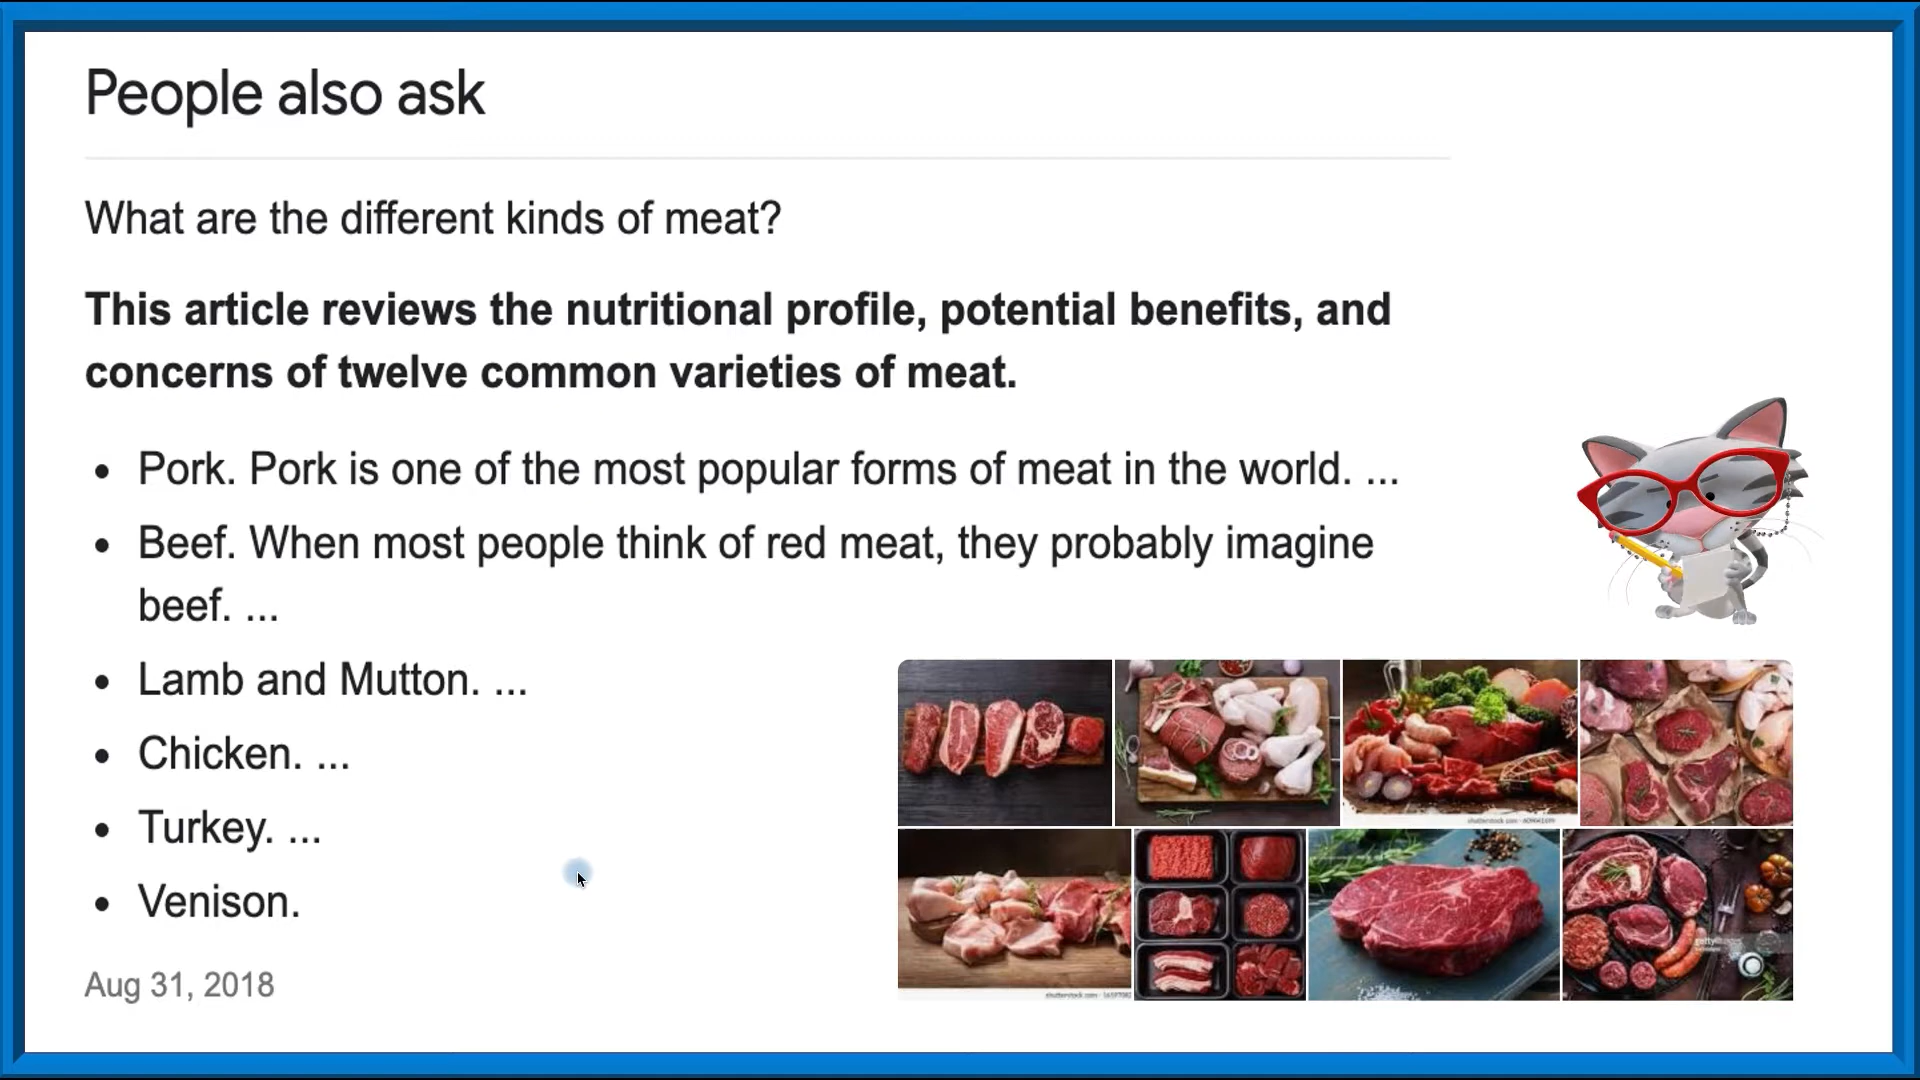 People also ask
What are the different kinds of meat?
This article reviews the nutritional profile, potential benefits, and
concerns of twelve common varieties of meat.
• Pork. Pork is one of the most popular forms of meat in the world. ...
• Beef. When most people think of red meat, they probably imagine
beef. ...
• Lamb and Mutton. ...
• Chicken. ...
• Turkey. ...
• Venison.
Aug 31, 2018